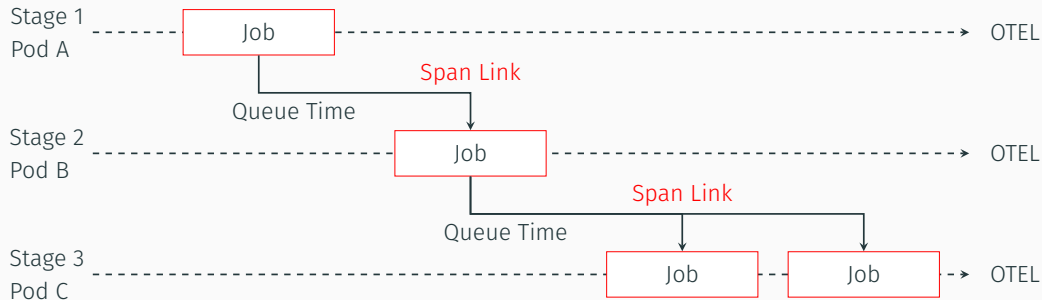 Stage 1
Pod A
Job
OTEL
Span Link
Queue Time
Stage 2
Pod B
Job
OTEL
Span Link
Queue Time
Stage 3
Pod C
Job
Job
OTEL